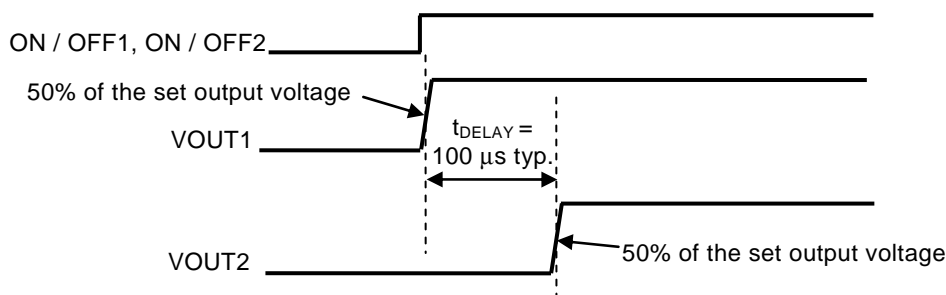 ON / OFF1, ON / OFF2
50% of the set output voltage
VOUT1
tDELAY =
100 μs typ.
VOUT2
50% of the set output voltage